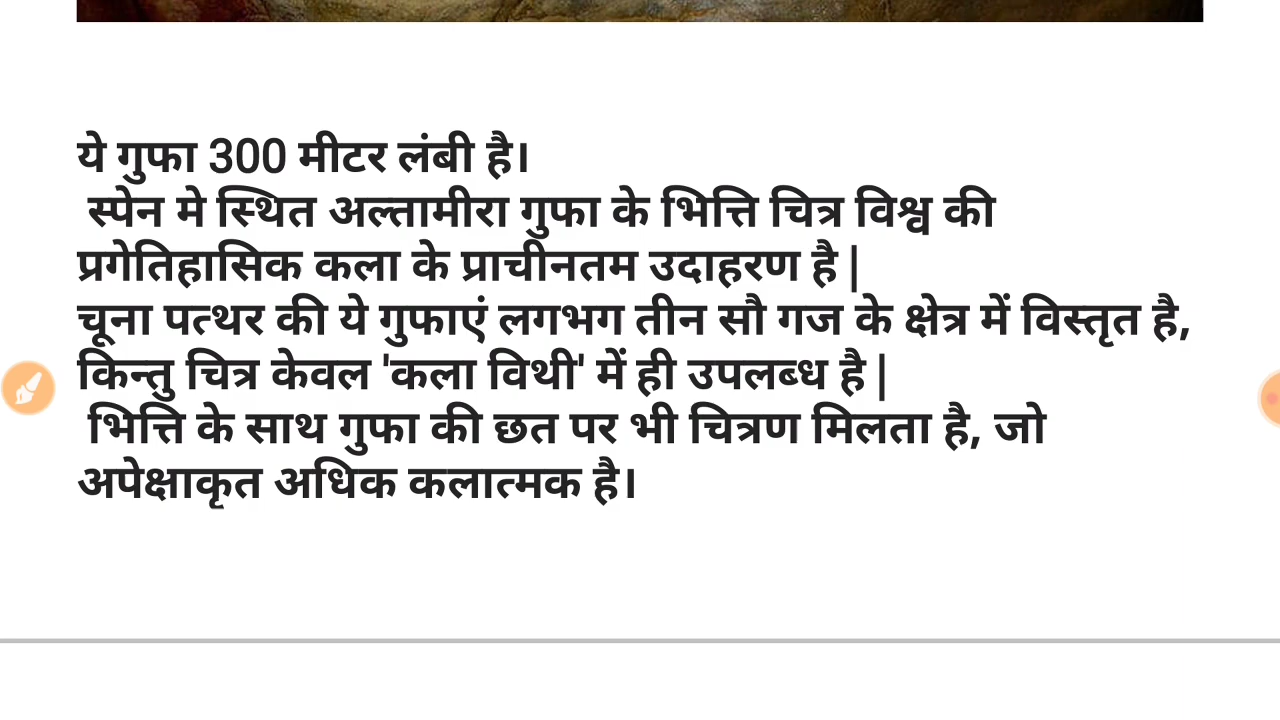 ये गुफा 300 मीटर लंबी है।
स्पेन मे स्थित अल्तामीरा गुफा के भित्ति चित्र विश्व की
प्रगेतिहासिक कला के प्राचीनतम उदाहरण है|
चूना पत्थर की ये गुफाएं लगभग तीन सौ गज के क्षेत्र में विस्तृत है,
किन्तु चित्र केवल 'कला विथी' में ही उपलब्ध है|
भित्ति के साथ गुफा की छत पर भी चित्रण मिलता है, जो
अपेक्षाकृत अधिक कलात्मक है।